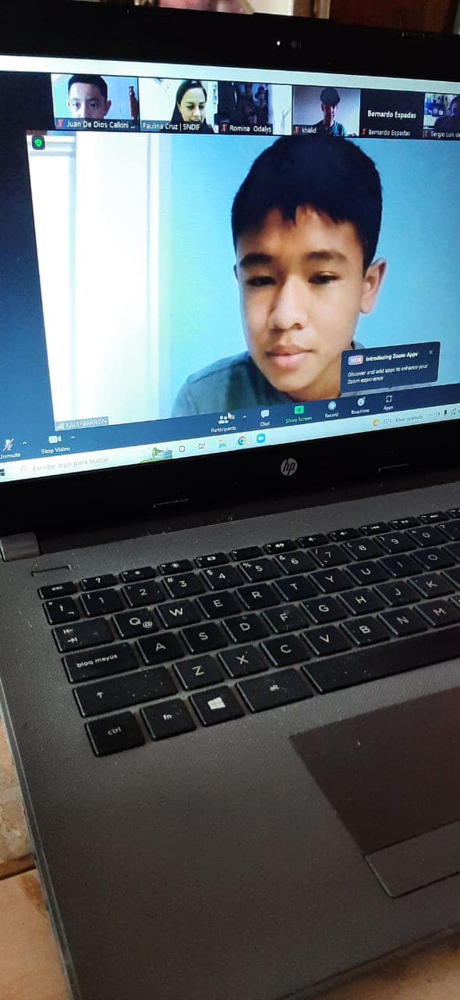 Juan De Dios Calkini ...
Paulina Cruz | SNDIF
Romina Odalys
khalid
Bernardo Espadas
Bernardo Espadas
Sergio Luis de
NEW Introducing Zoom Apps
Discover and add apps to enhance your
Zoom experience
KALEFBARRON
Unmute
Stop Video
Participants
Chat
Share Screen
Record
Reactions
Apps
Escribe aquí para buscar
32°C Muy soleado
hp
esc
1 2 3 4 5 6 7 8 9 0
Q @ W E R T Y U I O
bloq mayús A S D F G H J K
Z X C V B N M
ctrl fn alt